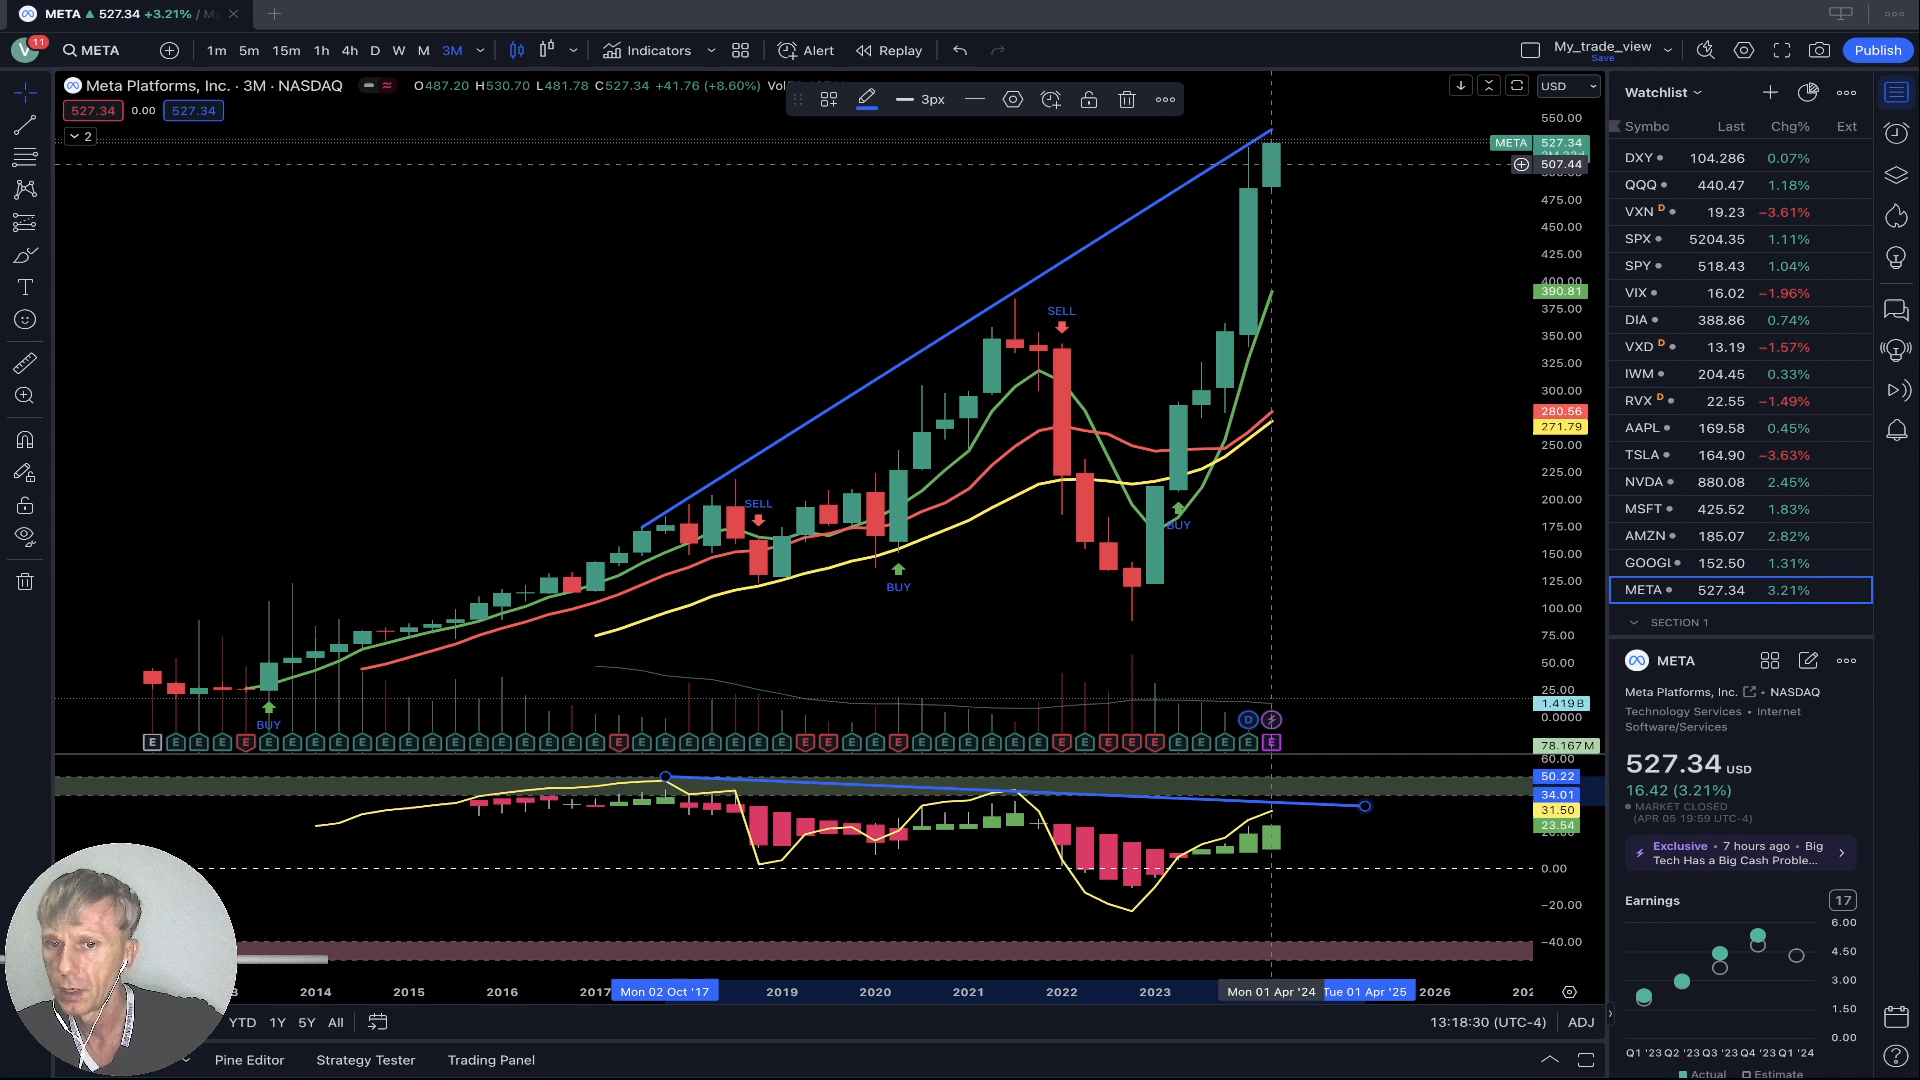 META ▲ 527.34 +3.21% / My
V 11
META
1m 5m 15m 1h 4h D W M 3M
Indicators
Alert
Replay
My_trade_view
Save
Publish
Meta Platforms, Inc. · 3M · NASDAQ
O487.20 H530.70 L481.78 C527.34 +41.76 (+8.60%) Vol
3px
USD
527.34 0.00 527.34
2
550.00
META 527.34
507.44
475.00
450.00
425.00
400.00
390.81
375.00
350.00
325.00
300.00
280.56
271.79
250.00
225.00
200.00
175.00
150.00
125.00
100.00
75.00
50.00
25.00
1.419B
0.0000
78.167M
SELL
SELL
BUY
BUY
BUY
D
E E E E E E E E E E E E E E E E E E E E E E E E E E E E E E E E E E E E E E E E E E E E E E E E E
60.00
50.22
34.01
31.50
23.54
20.00
0.00
−20.00
−40.00
3 2014 2015 2016 2017 Mon 02 Oct '17 2019 2020 2021 2022 2023 Mon 01 Apr '24 Tue 01 Apr '25 2026 202
YTD 1Y 5Y All
13:18:30 (UTC-4) ADJ
Pine Editor Strategy Tester Trading Panel
Watchlist
Symbo Last Chg% Ext
DXY 104.286 0.07%
QQQ 440.47 1.18%
VXN D 19.23 −3.61%
SPX 5204.35 1.11%
SPY 518.43 1.04%
VIX 16.02 −1.96%
DIA 388.86 0.74%
VXD D 13.19 −1.57%
IWM 204.45 0.33%
RVX D 22.55 −1.49%
AAPL 169.58 0.45%
TSLA 164.90 −3.63%
NVDA 880.08 2.45%
MSFT 425.52 1.83%
AMZN 185.07 2.82%
GOOGL 152.50 1.31%
META 527.34 3.21%
SECTION 1
META
Meta Platforms, Inc. • NASDAQ
Technology Services • Internet
Software/Services
527.34 USD
16.42 (3.21%)
MARKET CLOSED
(APR 05 19:59 UTC-4)
Exclusive • 7 hours ago • Big
Tech Has a Big Cash Proble...
Earnings 17
6.00
4.50
3.00
1.50
0.00
Q1 '23 Q2 '23 Q3 '23 Q4 '23 Q1 '24
Actual Estimate